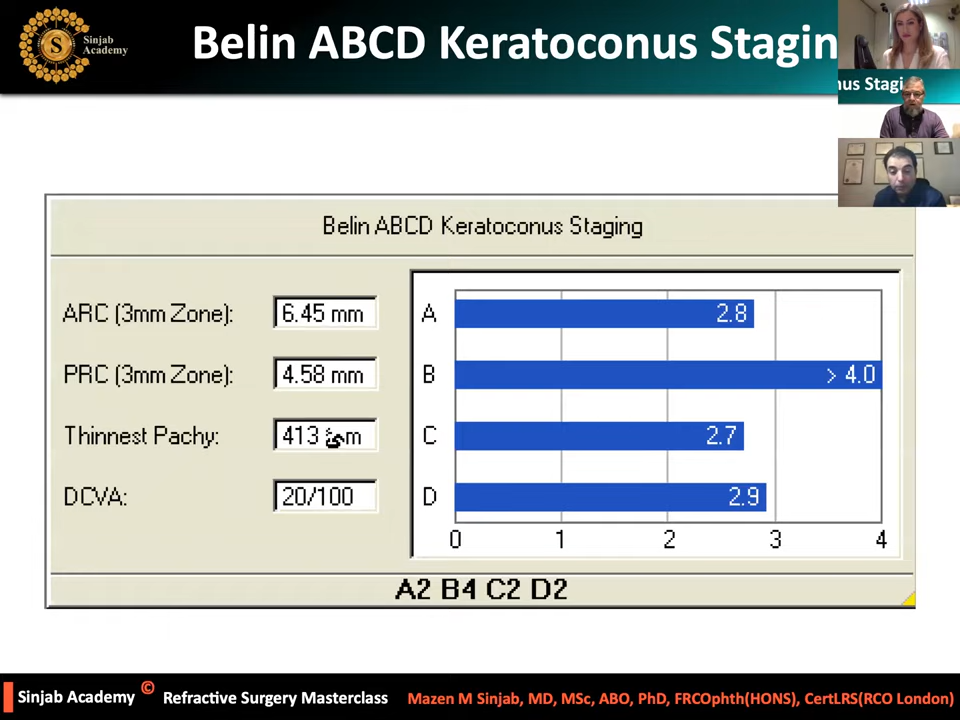 Sinjab
Academy
Belin ABCD Keratoconus Stagin
nus Stagi
Belin ABCD Keratoconus Staging
ARC (3mm Zone): 6.45 mm
PRC (3mm Zone): 4.58 mm
Thinnest Pachy: 413 ئm
DCVA: 20/100
A 2.8
B > 4.0
C 2.7
D 2.9
0 1 2 3 4
A2 B4 C2 D2
Sinjab Academy © Refractive Surgery Masterclass Mazen M Sinjab, MD, MSc, ABO, PhD, FRCOphth(HONS), CertLRS(RCO London)